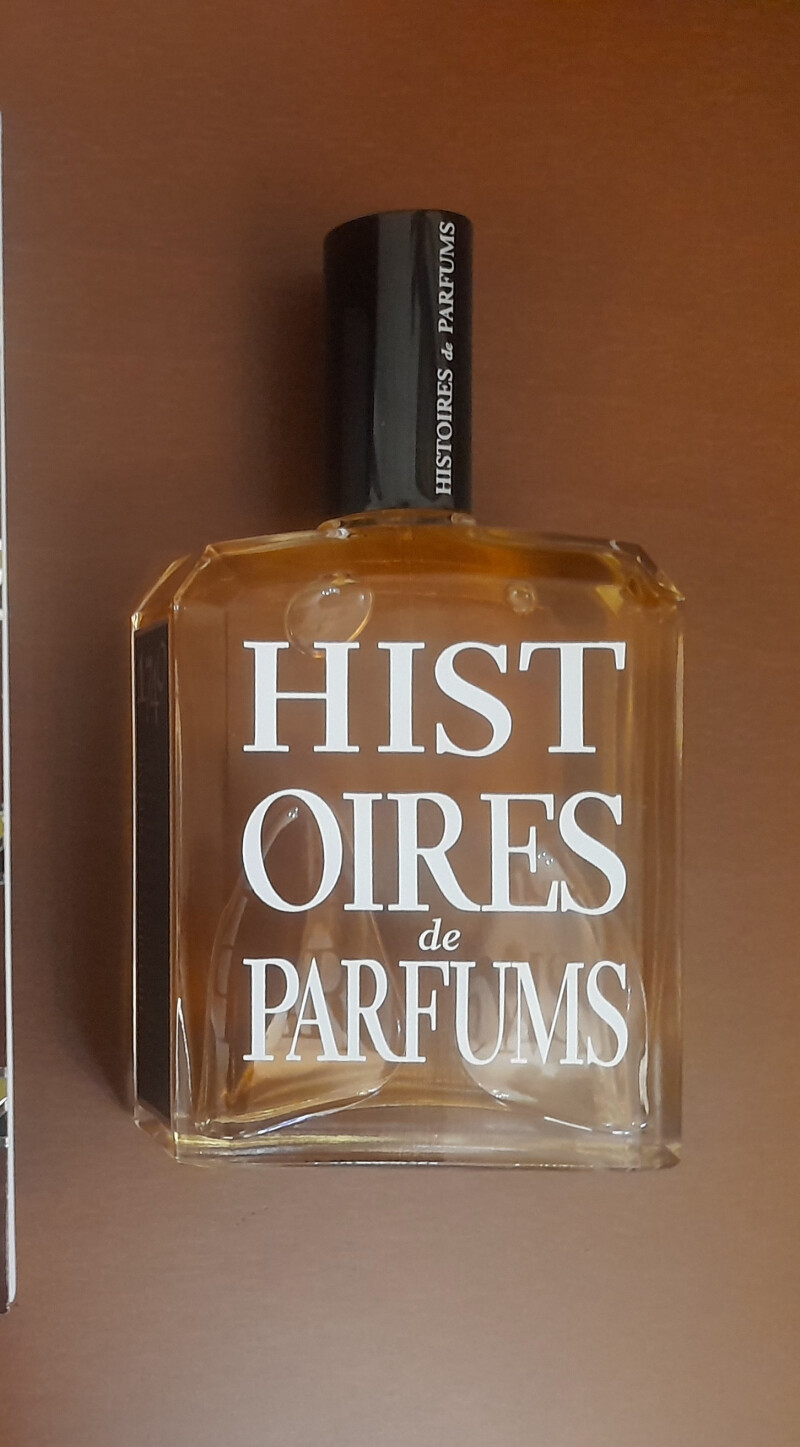 HISTOIRES de PARFUMS
HIST
OIRES
de
PARFUMS